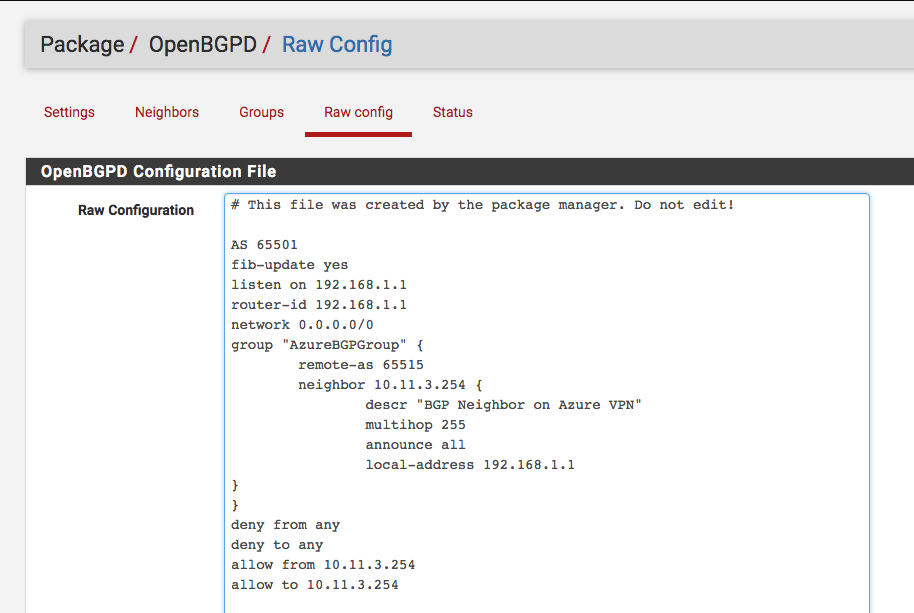 Package / OpenBGPD / Raw Config
Settings Neighbors Groups Raw config Status
OpenBGPD Configuration File
Raw Configuration
# This file was created by the package manager. Do not edit!
AS 65501
fib-update yes
listen on 192.168.1.1
router-id 192.168.1.1
network 0.0.0.0/0
group "AzureBGPGroup" {
remote-as 65515
neighbor 10.11.3.254 {
descr "BGP Neighbor on Azure VPN"
multihop 255
announce all
local-address 192.168.1.1
}
}
deny from any
deny to any
allow from 10.11.3.254
allow to 10.11.3.254